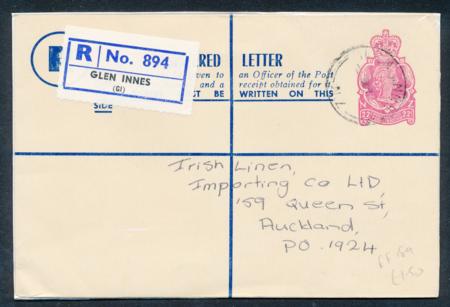 R No. 894
GLEN INNES
(GI)
R RED LETTER
ven to an Officer of the Post
and a receipt obtained for it.
ST BE WRITTEN ON THIS
SIDE
Irish Linen,
Importing Co LTD,
159 Queen St,
Auckland,
PO. 1924